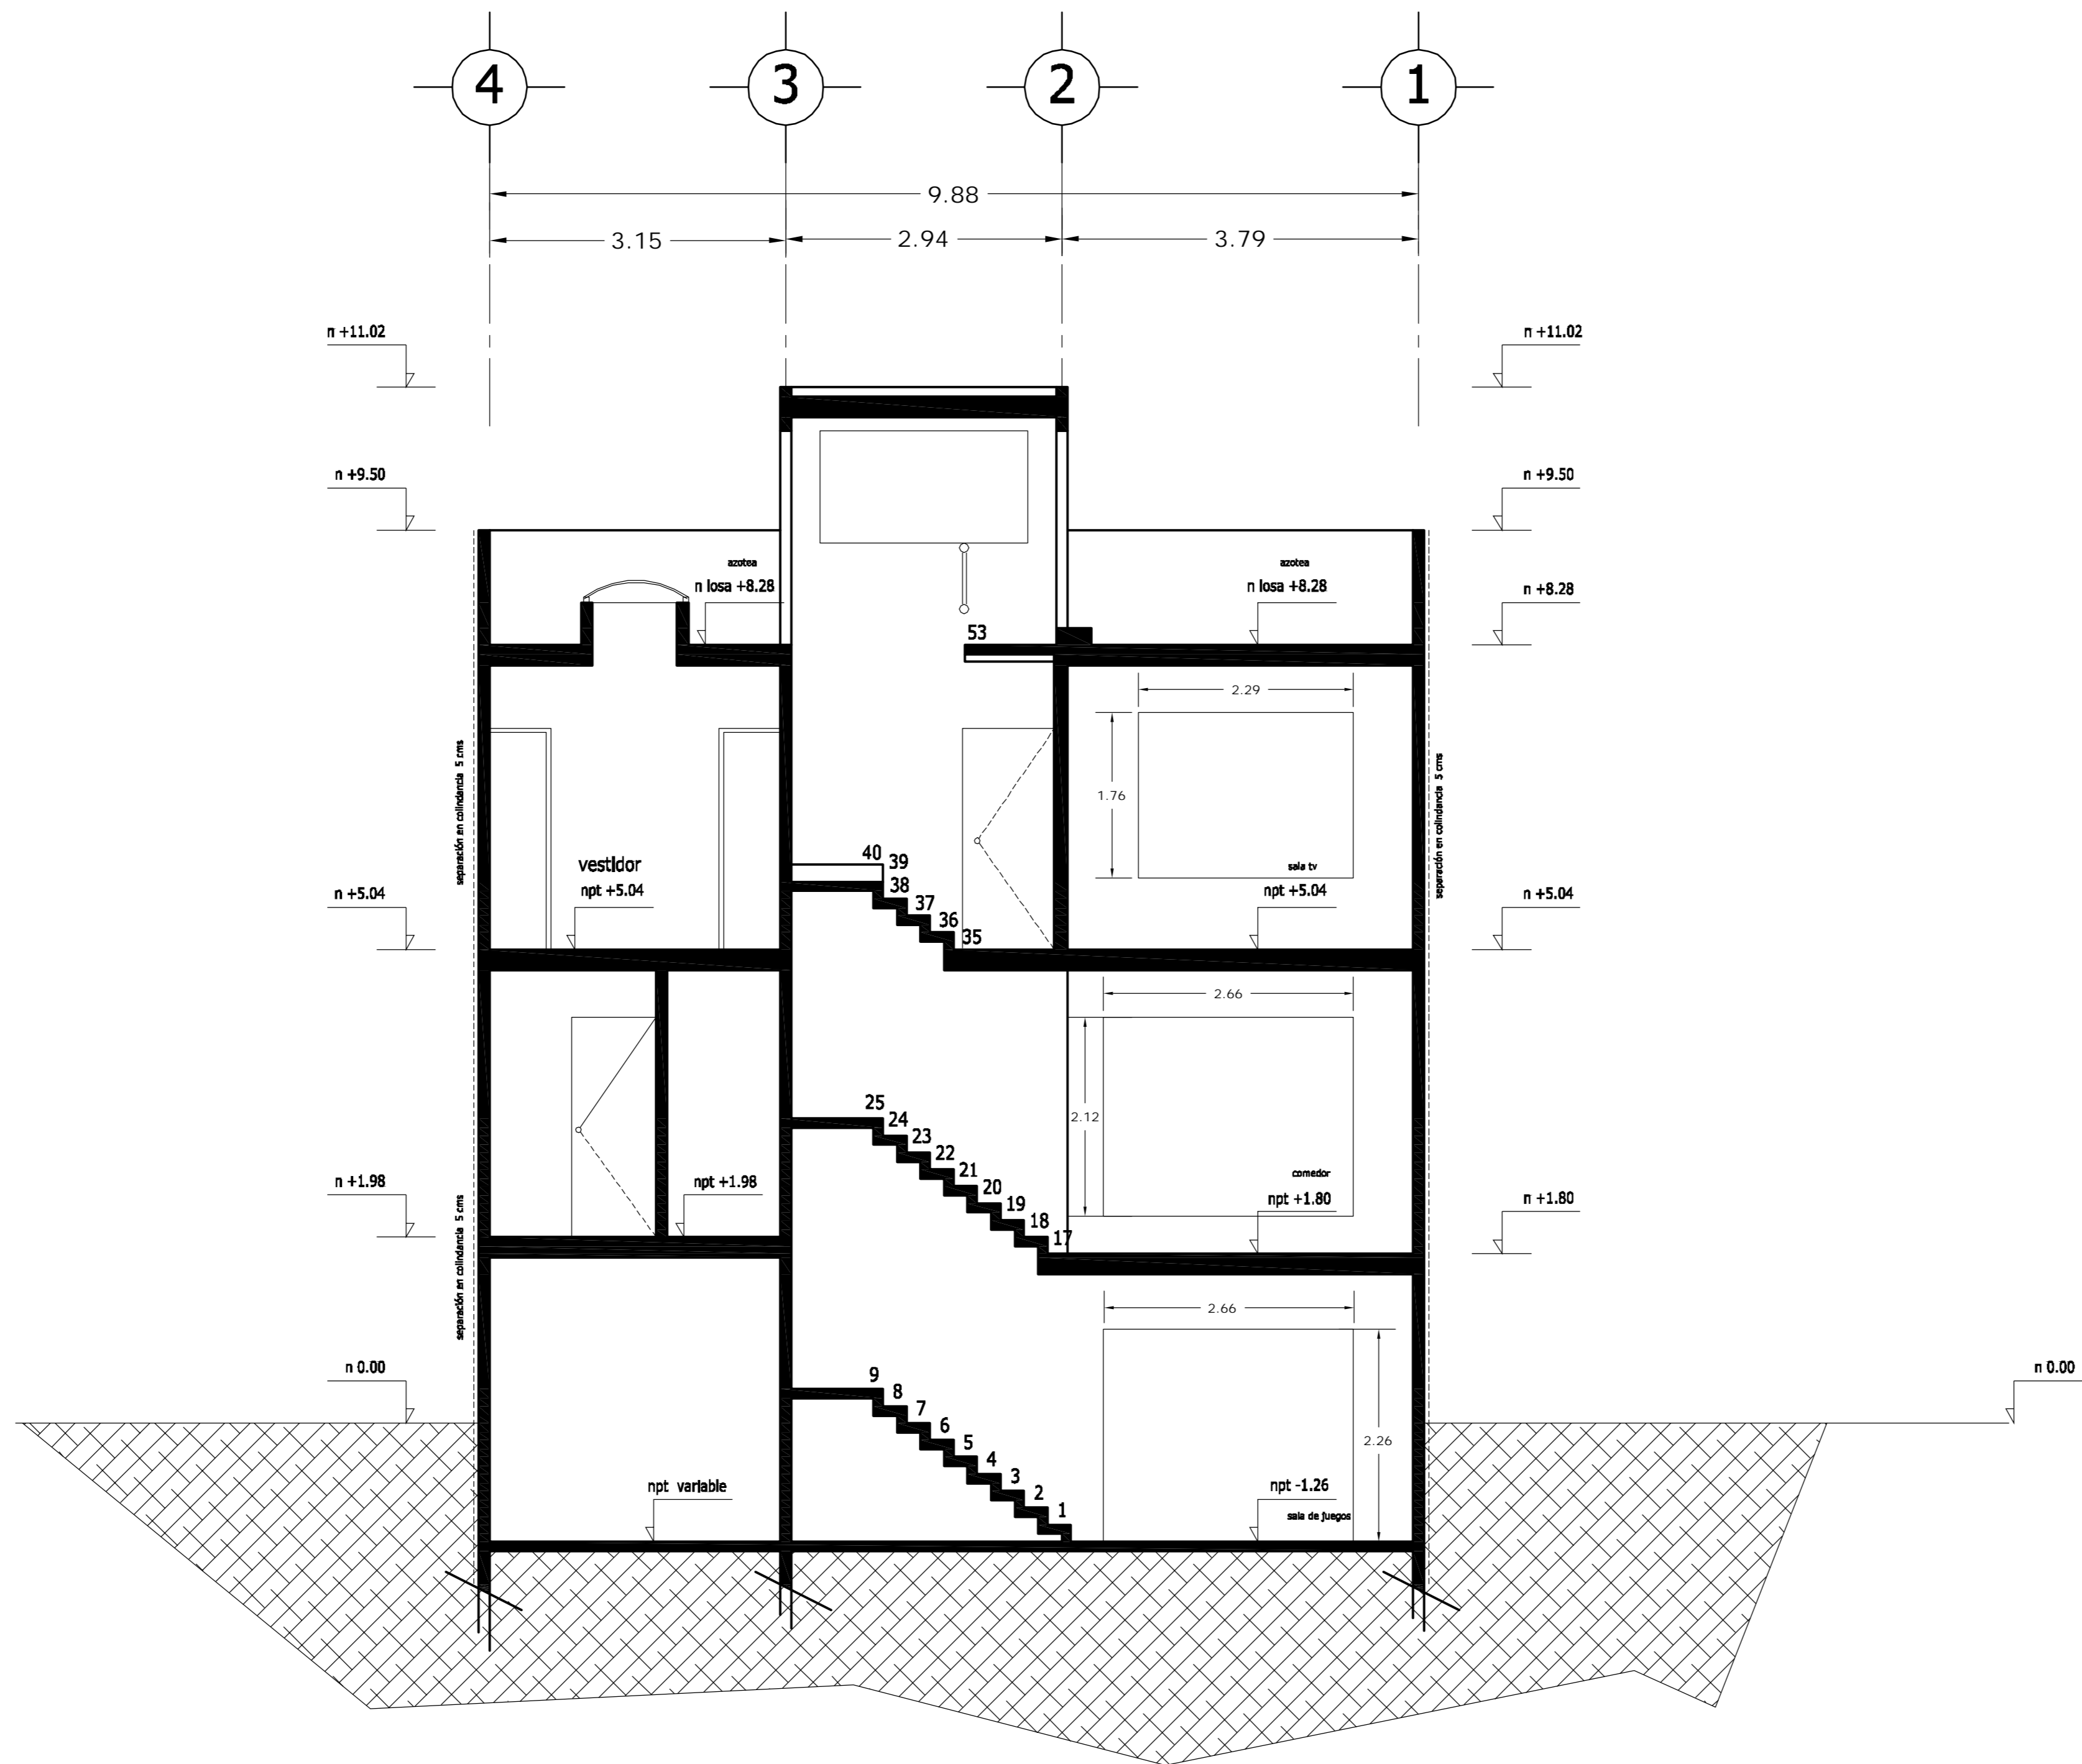 4
3
2
1
9.88
3.15
2.94
3.79
n +11.02
n +11.02
n +9.50
n +9.50
azotea
n losa +8.28
azotea
n losa +8.28
n +8.28
53
2.29
1.76
separación en colindancia 5 cms
separación en colindancia 5 cms
vestidor
npt +5.04
sala tv
npt +5.04
n +5.04
n +5.04
40
39
38
37
36
35
2.66
2.12
25
24
23
22
21
20
19
18
17
comedor
npt +1.80
n +1.98
npt +1.98
n +1.80
separación en colindancia 5 cms
2.66
2.26
n 0.00
n 0.00
9
8
7
6
5
4
3
2
1
npt variable
npt -1.26
sala de juegos